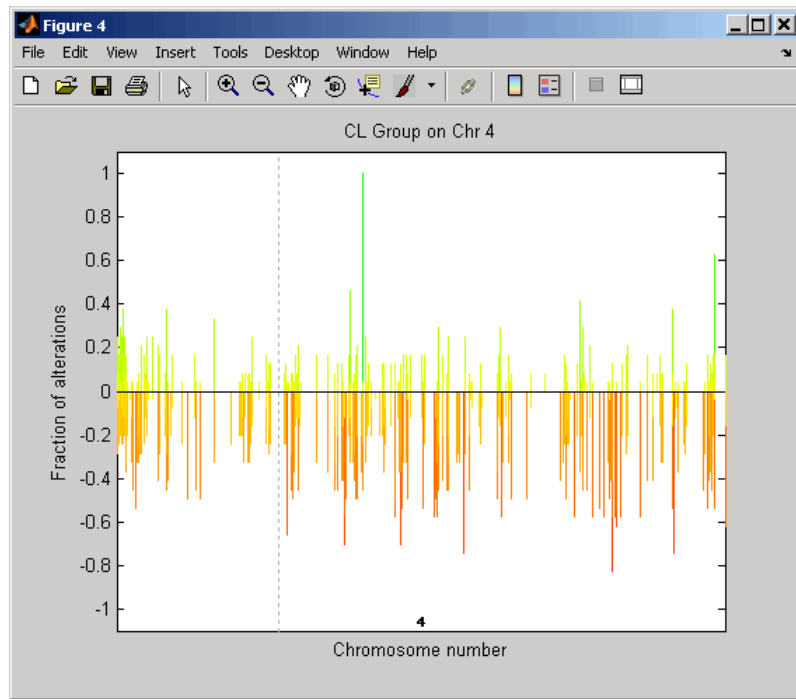 Figure 4
File Edit View Insert Tools Desktop Window Help
CL Group on Chr 4
1
0.8
0.6
0.4
0.2
0
-0.2
-0.4
-0.6
-0.8
-1
Fraction of alterations
4
Chromosome number